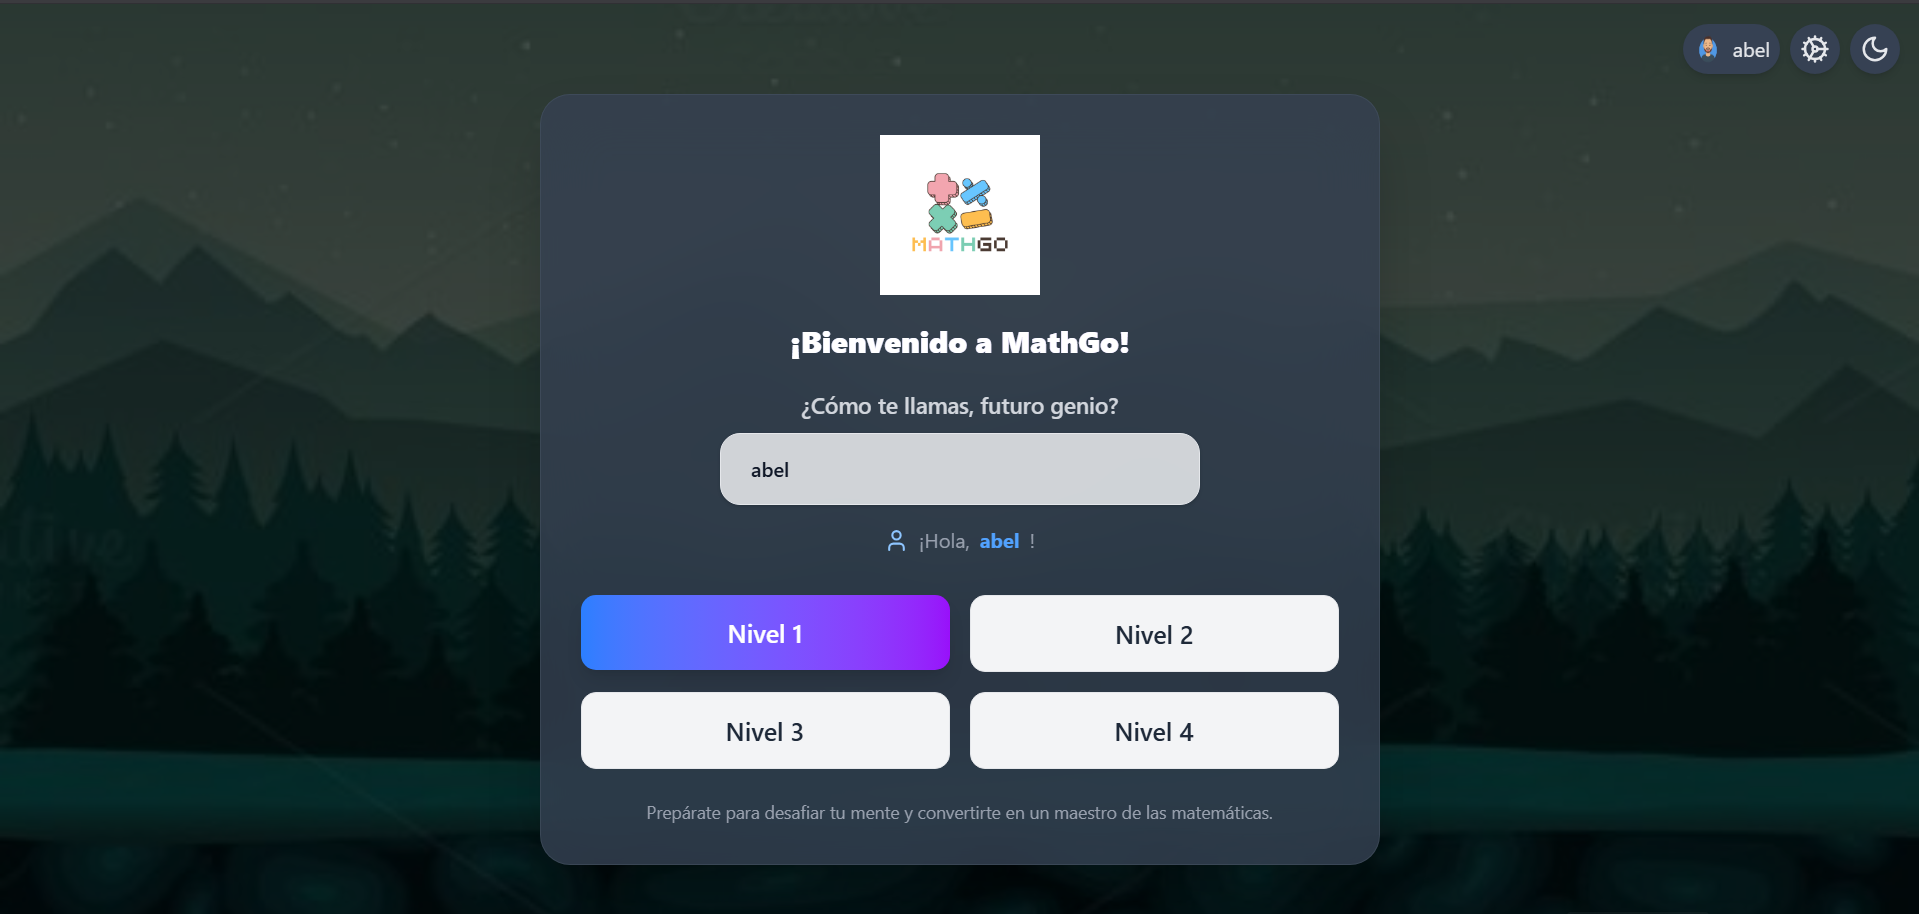 abel
MATHGO
¡Bienvenido a MathGo!
¿Cómo te llamas, futuro genio?
abel
¡Hola, abel !
Nivel 1
Nivel 2
Nivel 3
Nivel 4
Prepárate para desafiar tu mente y convertirte en un maestro de las matemáticas.